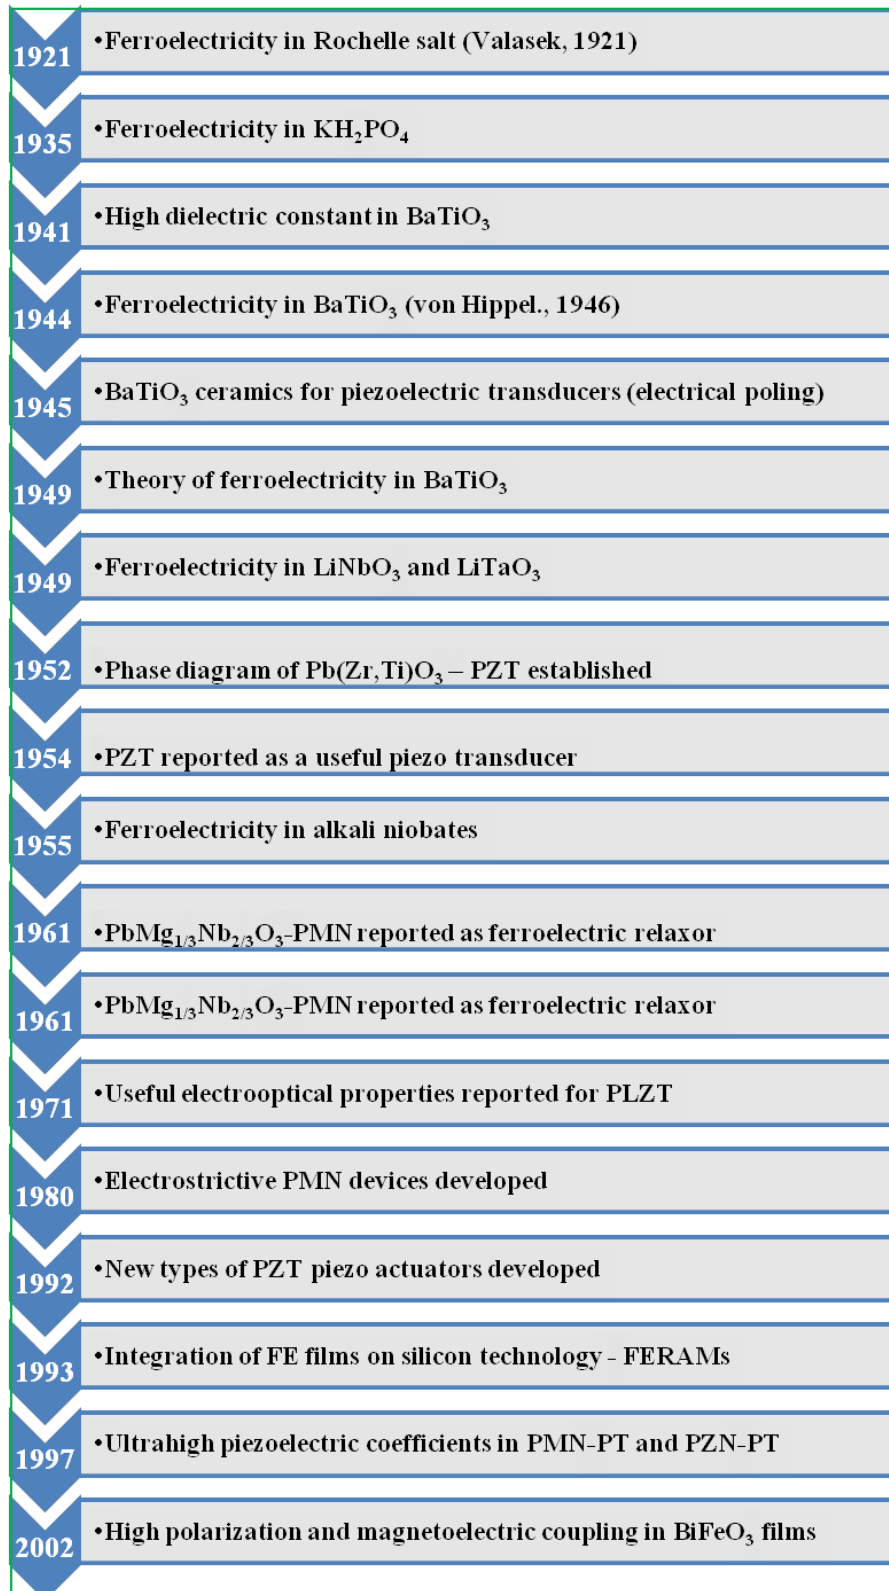 1921 •Ferroelectricity in Rochelle salt (Valasek, 1921)
1935 •Ferroelectricity in KH₂PO₄
1941 •High dielectric constant in BaTiO₃
1944 •Ferroelectricity in BaTiO₃ (von Hippel., 1946)
1945 •BaTiO₃ ceramics for piezoelectric transducers (electrical poling)
1949 •Theory of ferroelectricity in BaTiO₃
1949 •Ferroelectricity in LiNbO₃ and LiTaO₃
1952 •Phase diagram of Pb(Zr,Ti)O₃ – PZT established
1954 •PZT reported as a useful piezo transducer
1955 •Ferroelectricity in alkali niobates
1961 •PbMg₁/₃Nb₂/₃O₃-PMN reported as ferroelectric relaxor
1961 •PbMg₁/₃Nb₂/₃O₃-PMN reported as ferroelectric relaxor
1971 •Useful electrooptical properties reported for PLZT
1980 •Electrostrictive PMN devices developed
1992 •New types of PZT piezo actuators developed
1993 •Integration of FE films on silicon technology - FERAMs
1997 •Ultrahigh piezoelectric coefficients in PMN-PT and PZN-PT
2002 •High polarization and magnetoelectric coupling in BiFeO₃ films